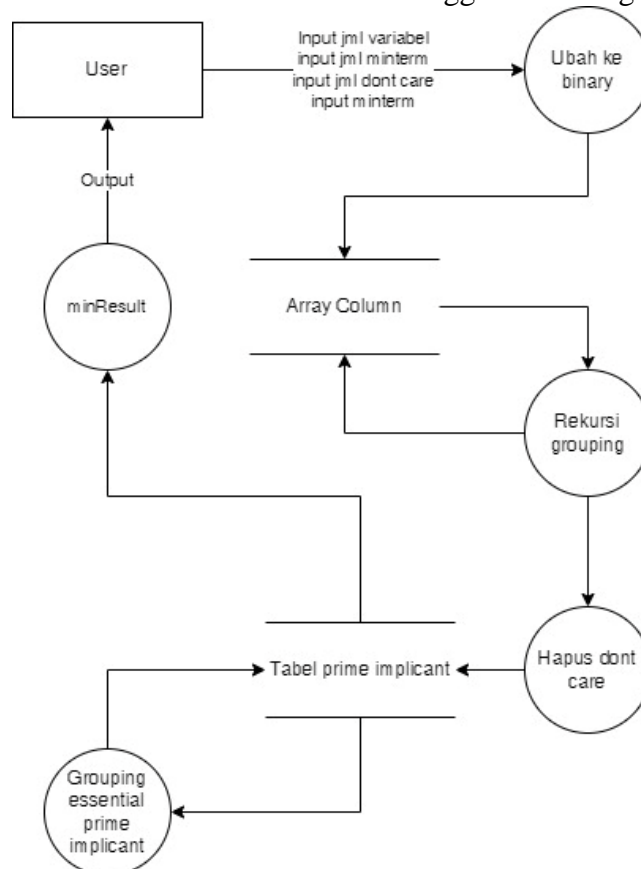 User
Input jml variabel
input jml minterm
input jml dont care
input minterm
Ubah ke
binary
Output
minResult
Array Column
Rekursi
grouping
Tabel prime implicant
Hapus dont
care
Grouping
essential
prime
implicant